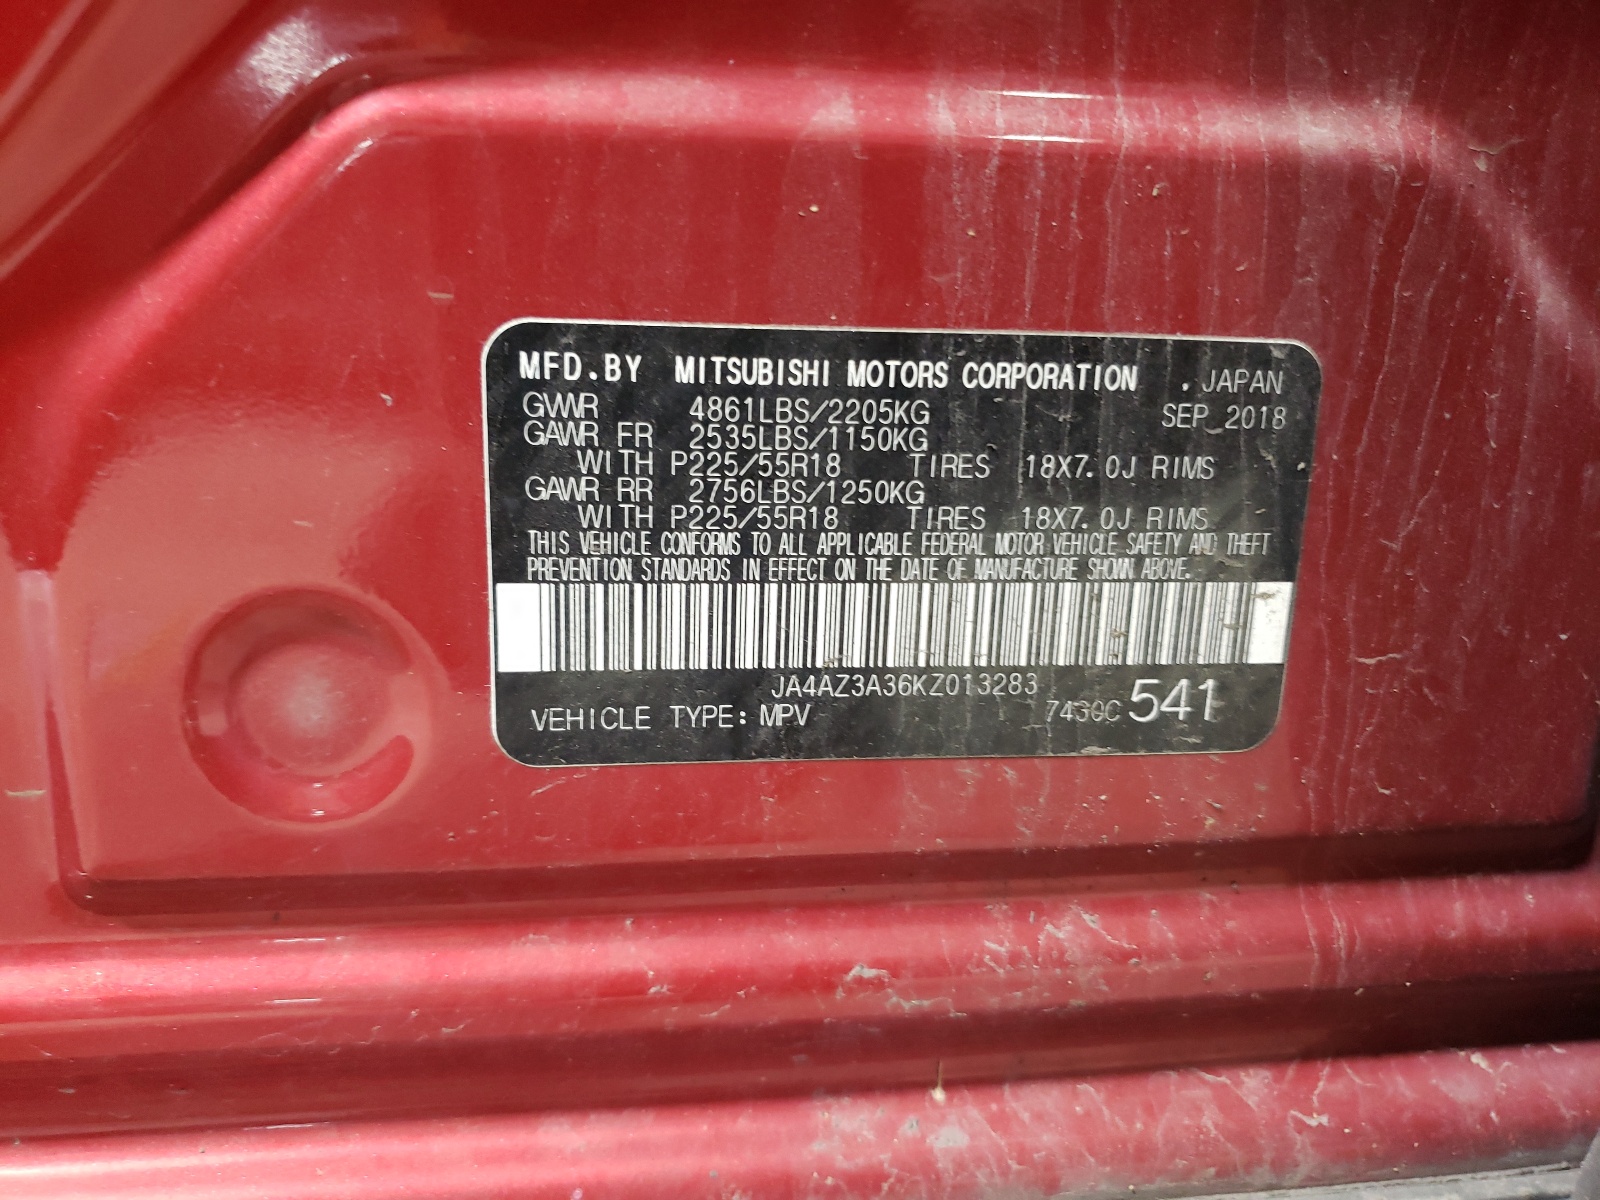 MFD.BY MITSUBISHI MOTORS CORPORATION . JAPAN
GVWR 4861LBS/2205KG SEP 2018
GAWR FR 2535LBS/1150KG
WITH P225/55R18 TIRES 18X7.0J RIMS
GAWR RR 2756LBS/1250KG
WITH P225/55R18 TIRES 18X7.0J RIMS
THIS VEHICLE CONFORMS TO ALL APPLICABLE FEDERAL MOTOR VEHICLE SAFETY AND THEFT
PREVENTION STANDARDS IN EFFECT ON THE DATE OF MANUFACTURE SHOWN ABOVE.
JA4AZ3A36KZ013283
VEHICLE TYPE: MPV 541